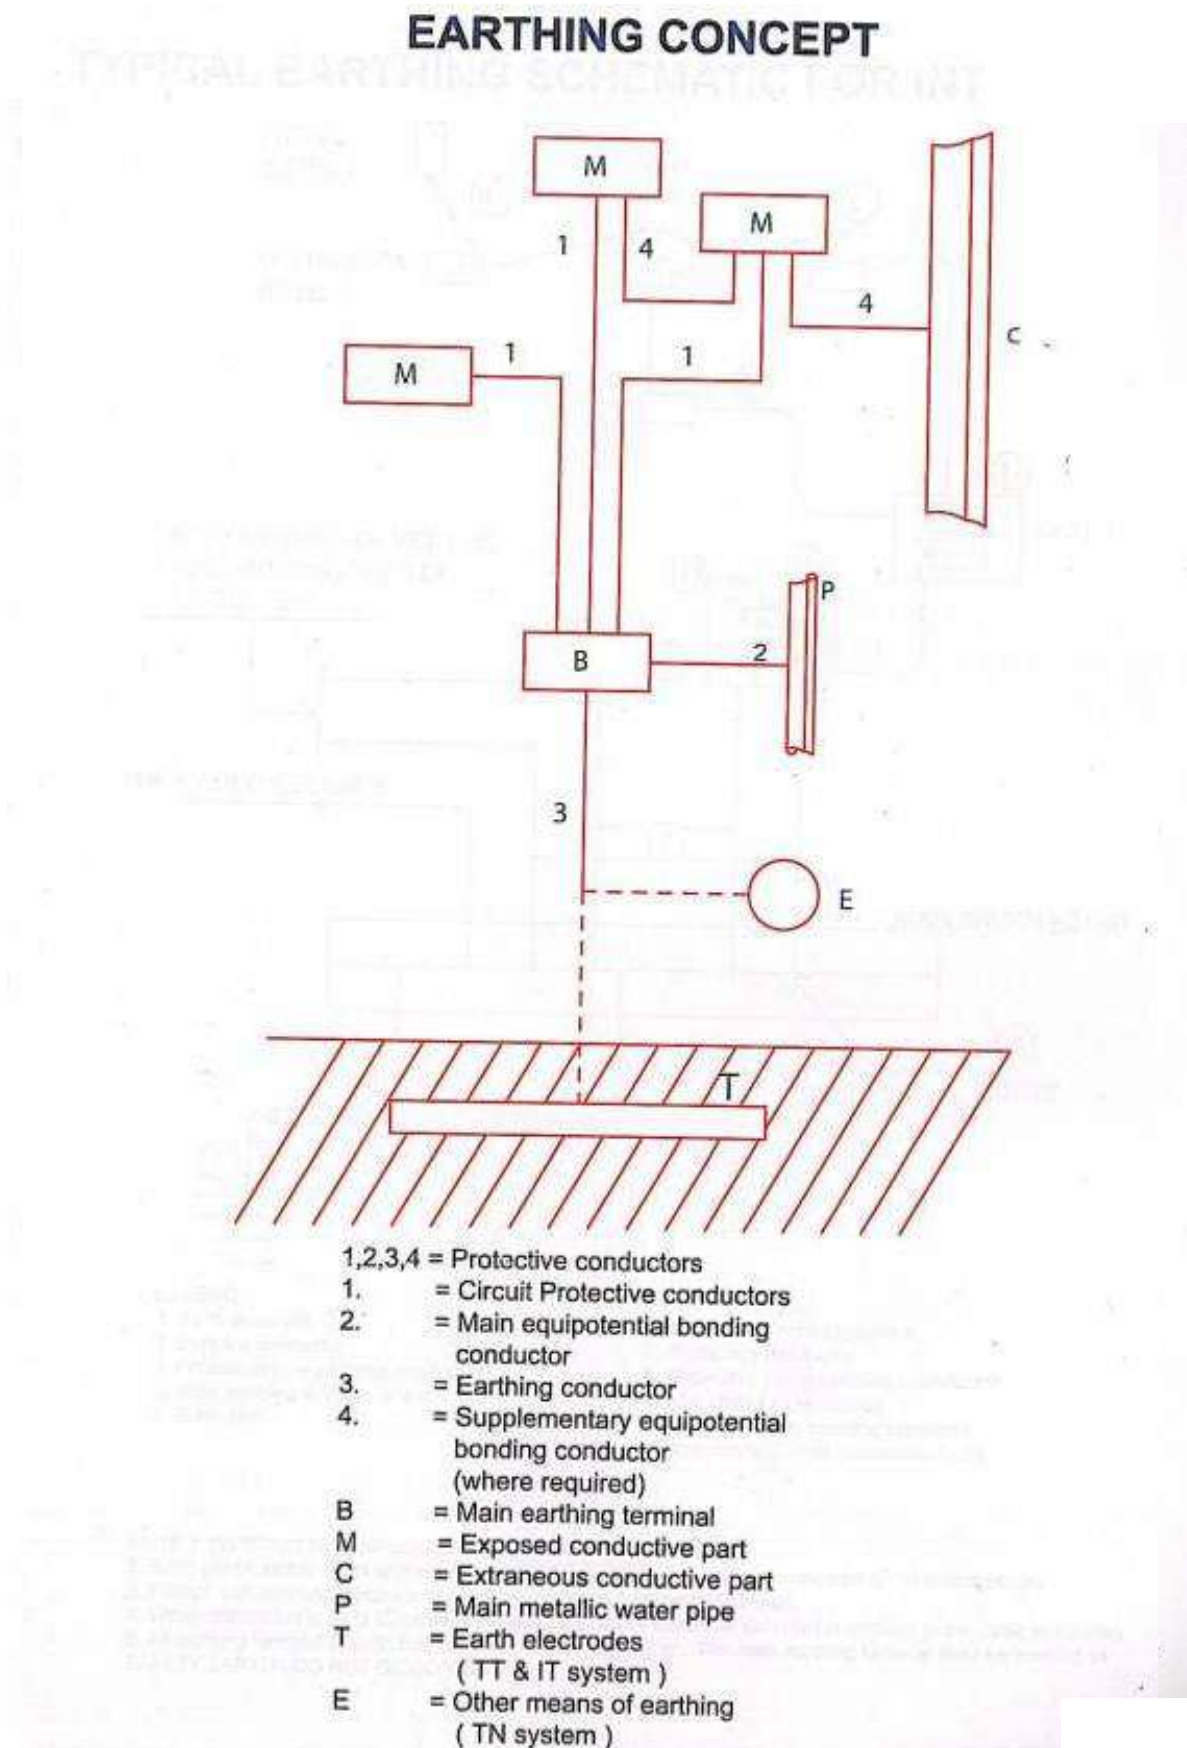 EARTHING CONCEPT
M
M
1
4
4
C
1
1
M
P
B
2
3
E
T
1,2,3,4 = Protective conductors
1. = Circuit Protective conductors
2. = Main equipotential bonding
conductor
3. = Earthing conductor
4. = Supplementary equipotential
bonding conductor
(where required)
B = Main earthing terminal
M = Exposed conductive part
C = Extraneous conductive part
P = Main metallic water pipe
T = Earth electrodes
( TT & IT system )
E = Other means of earthing
( TN system )